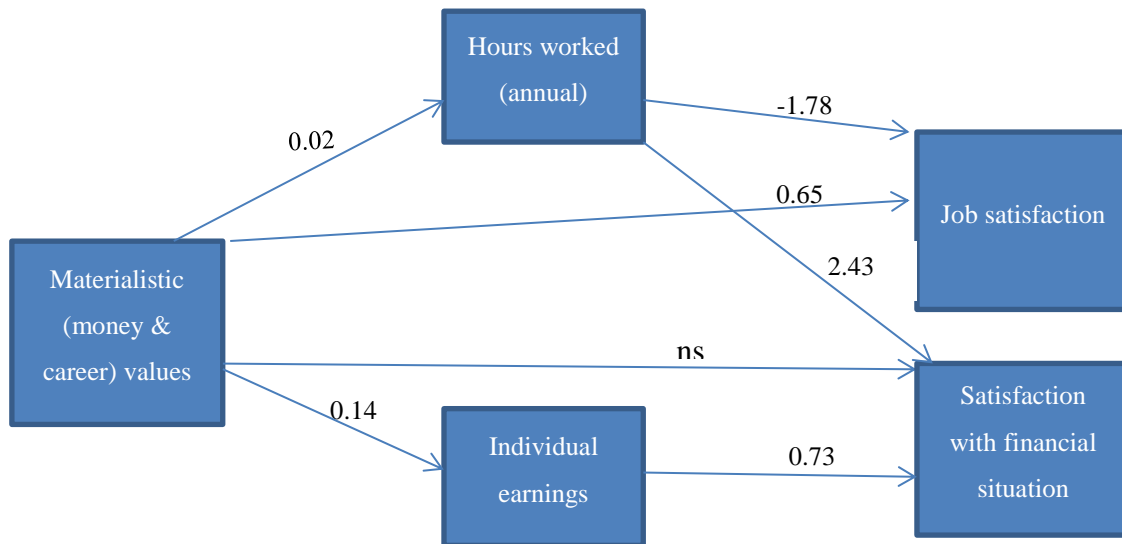 Hours worked
(annual)
-1.78
0.02
0.65
Job satisfaction
Materialistic
(money &
career) values
2.43
ns
0.14
Individual
earnings
0.73
Satisfaction
with financial
situation